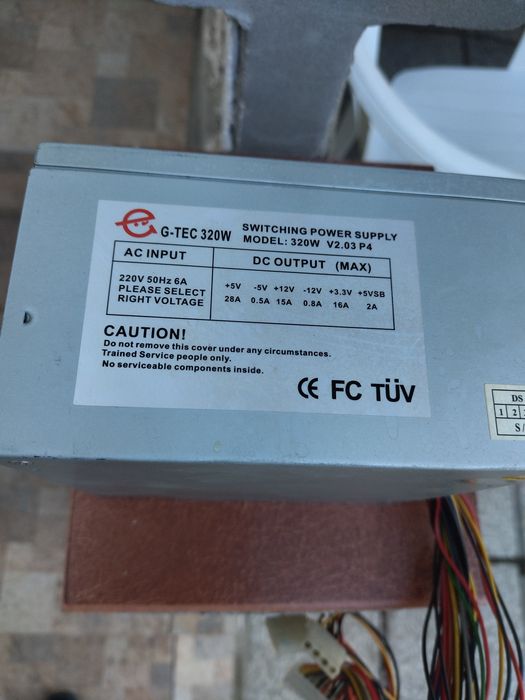 G-TEC 320W
SWITCHING POWER SUPPLY
MODEL: 320W V2.03 P4
AC INPUT
DC OUTPUT (MAX)
220V 50Hz 6A
PLEASE SELECT
RIGHT VOLTAGE
+5V -5V +12V -12V +3.3V +5VSB
28A 0.5A 15A 0.8A 16A 2A
CAUTION!
Do not remove this cover under any circumstances.
Trained Service people only.
No serviceable components inside.
CE FC TÜV
DS
1 2
S/